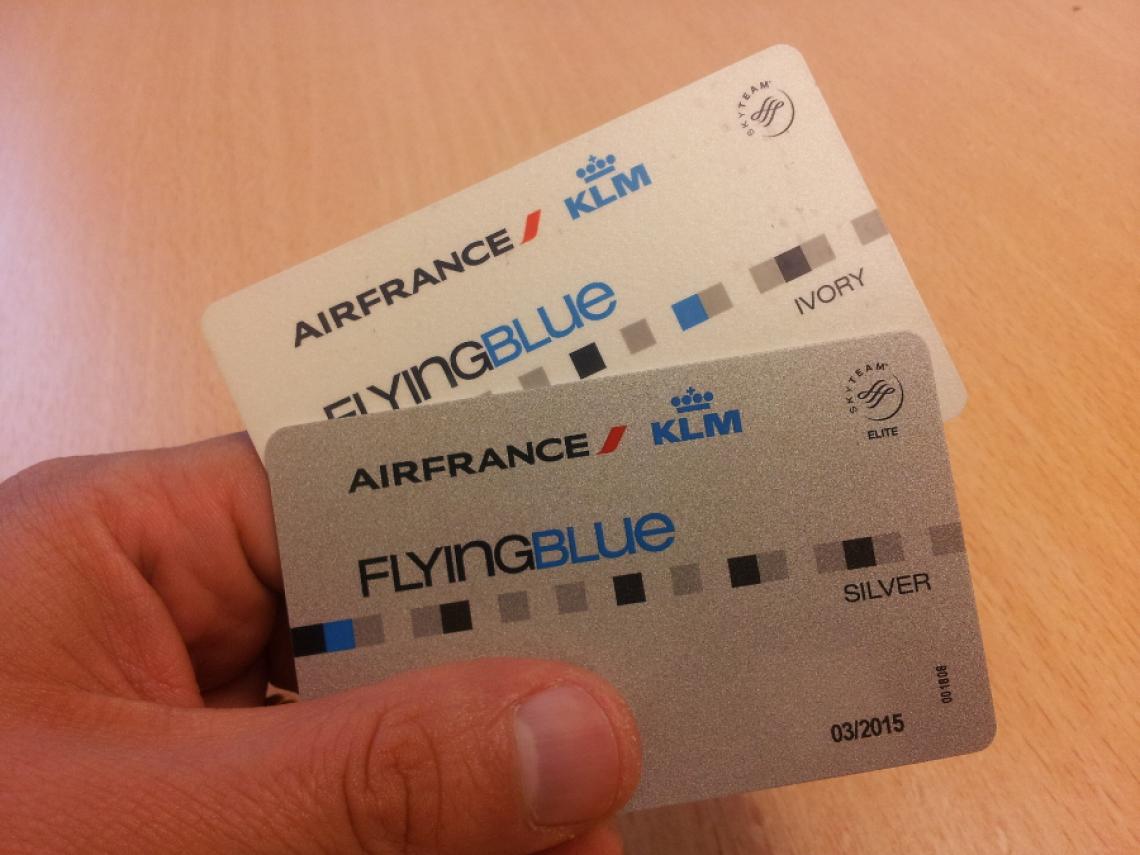 SKYTEAM
KLM
AIRFRANCE
FLYINGBLUE
IVORY
SKYTEAM
ELITE
AIRFRANCE KLM
FLYINGBLUE
SILVER
001808
03/2015